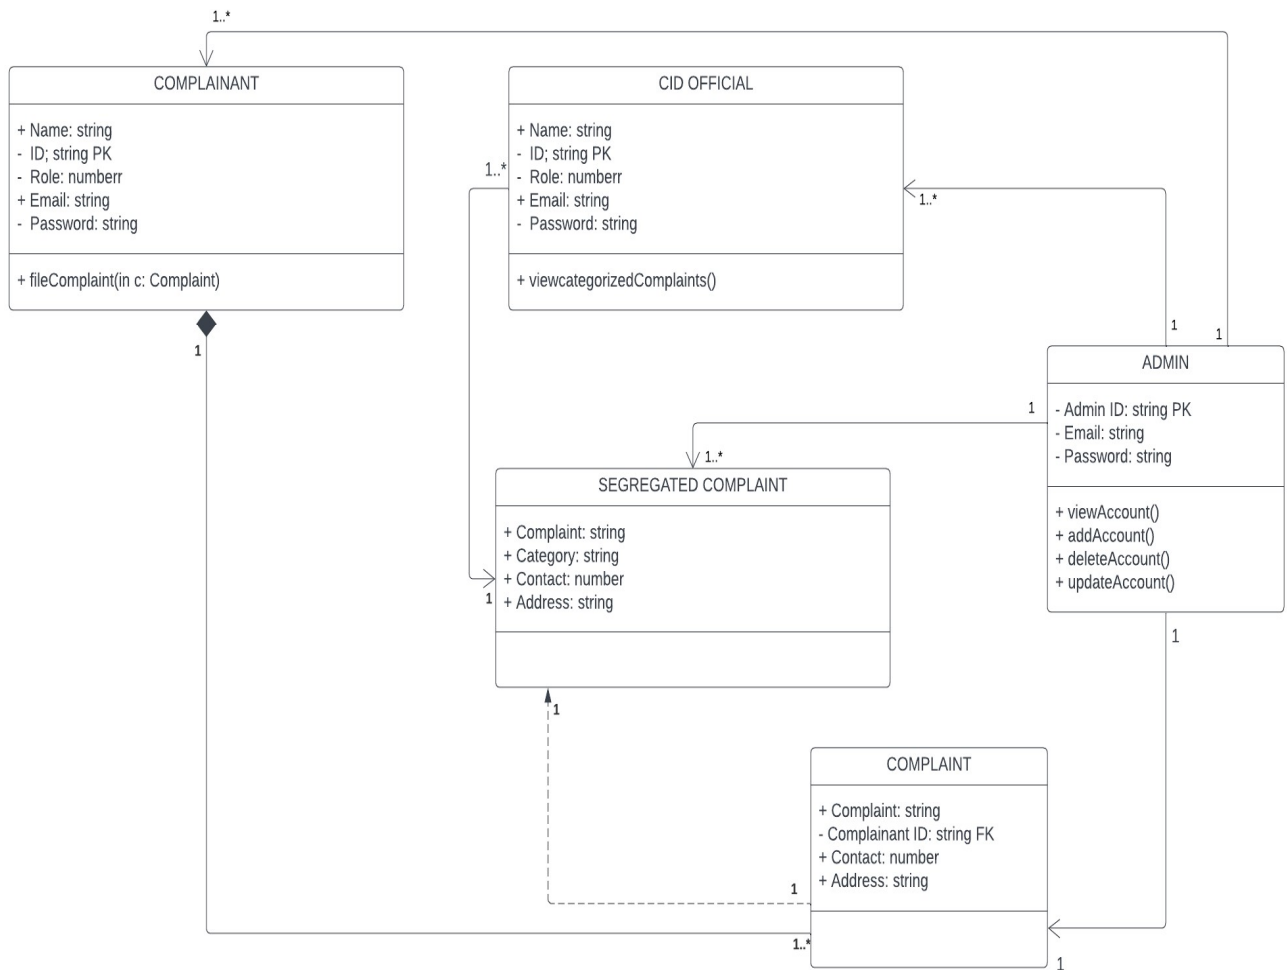 1..*
COMPLAINANT
+ Name: string
- ID; string PK
- Role: numberr
+ Email: string
- Password: string
+ fileComplaint(in c: Complaint)
1
CID OFFICIAL
+ Name: string
- ID; string PK
- Role: numberr
+ Email: string
- Password: string
+ viewcategorizedComplaints()
1..*
1..*
1
1
ADMIN
- Admin ID: string PK
- Email: string
- Password: string
+ viewAccount()
+ addAccount()
+ deleteAccount()
+ updateAccount()
1
1..*
SEGREGATED COMPLAINT
+ Complaint: string
+ Category: string
+ Contact: number
+ Address: string
1
1
1
COMPLAINT
+ Complaint: string
- Complainant ID: string FK
+ Contact: number
+ Address: string
1
1..*
1